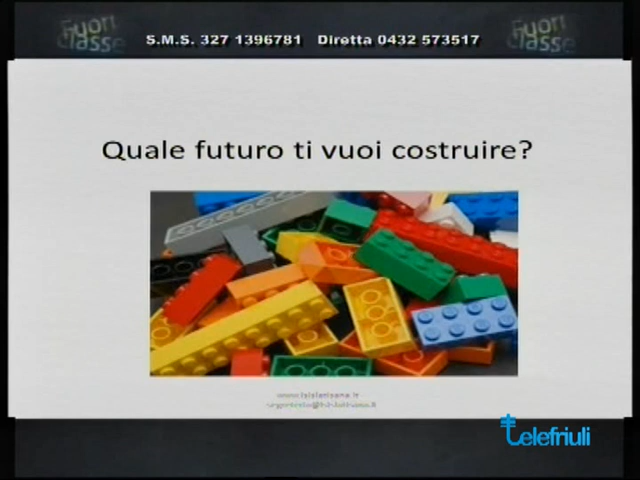 Fuori Classe
S.M.S. 327 1396781 Diretta 0432 573517
Fuori Classe
Quale futuro ti vuoi costruire?
telefriuli